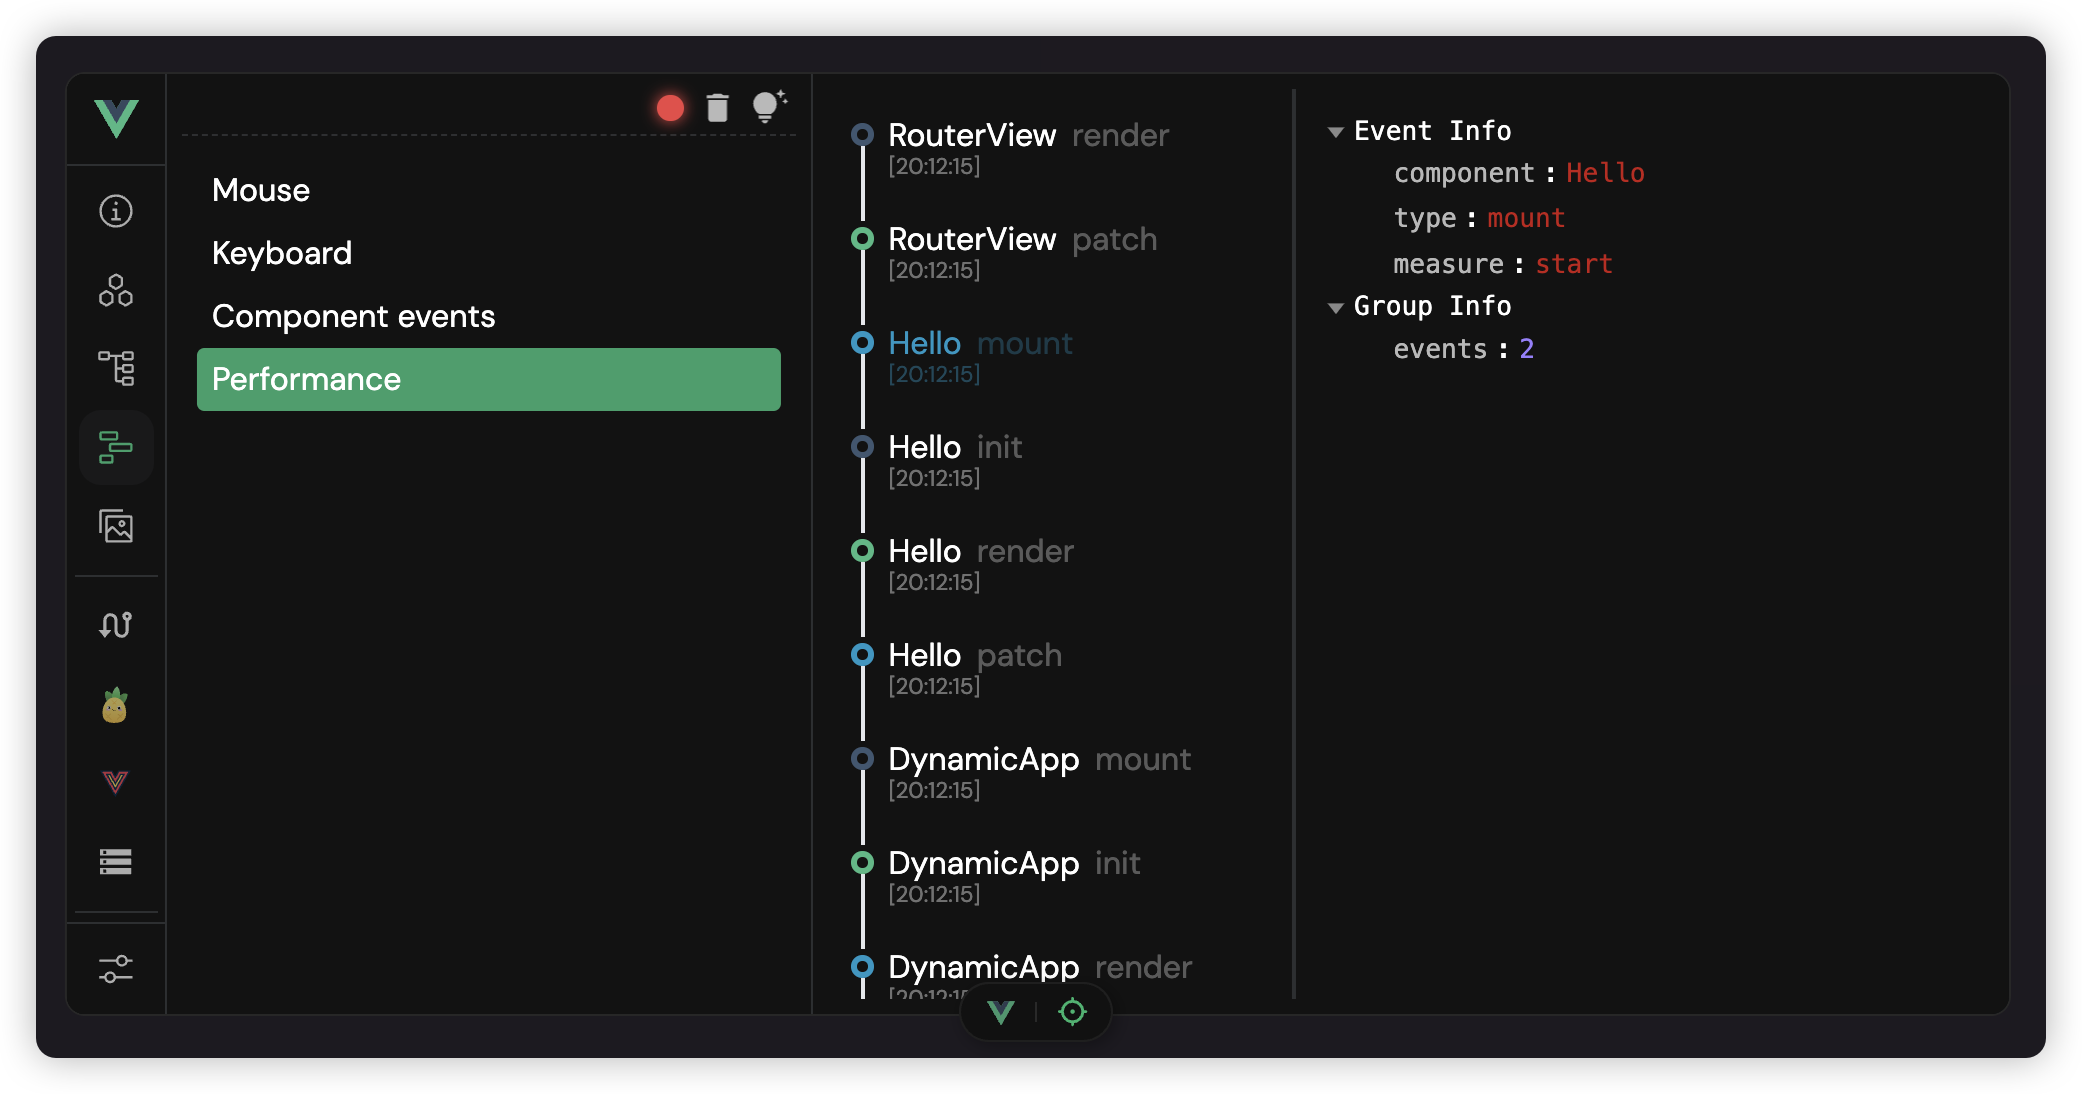 Mouse
Keyboard
Component events
Performance
RouterView render
[20:12:15]
RouterView patch
[20:12:15]
Hello mount
[20:12:15]
Hello init
[20:12:15]
Hello render
[20:12:15]
Hello patch
[20:12:15]
DynamicApp mount
[20:12:15]
DynamicApp init
[20:12:15]
DynamicApp render
Event Info
component : Hello
type : mount
measure : start
Group Info
events : 2